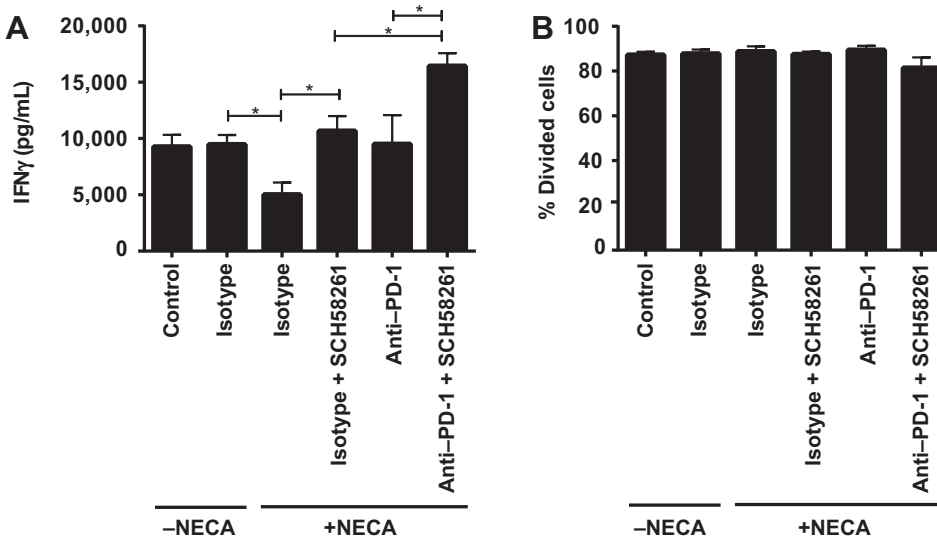 A
IFNγ (pg/mL)
20,000
15,000
10,000
5,000
0
*
*
*
*
Control
Isotype
Isotype
Isotype + SCH58261
Anti–PD-1
Anti–PD-1 + SCH58261
–NECA
+NECA
B
% Divided cells
100
80
60
40
20
0
Control
Isotype
Isotype
Isotype + SCH58261
Anti–PD-1
Anti–PD-1 + SCH58261
–NECA
+NECA